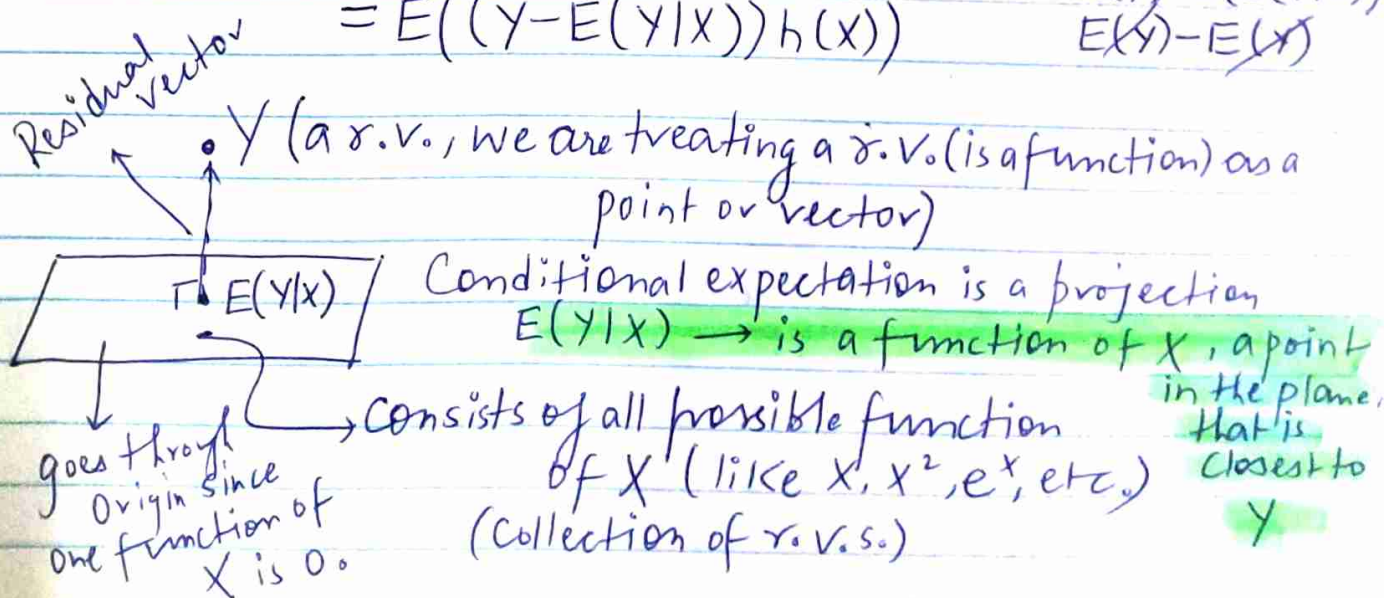 = E((Y-E(Y|X))h(X))
E(Y)-E(Y)
Residual
vector
Y (a r.v., we are treating a r.v.(is a function) as a
point or vector)
E(Y|X)
Conditional expectation is a projection
E(Y|X) → is a function of X, a point
in the plane,
that is
closest to
Y
→ consists of all possible function
of X (like X, X², eˣ, etc.)
(Collection of r.v.s.)
goes throgh
origin since
one function of
X is 0.